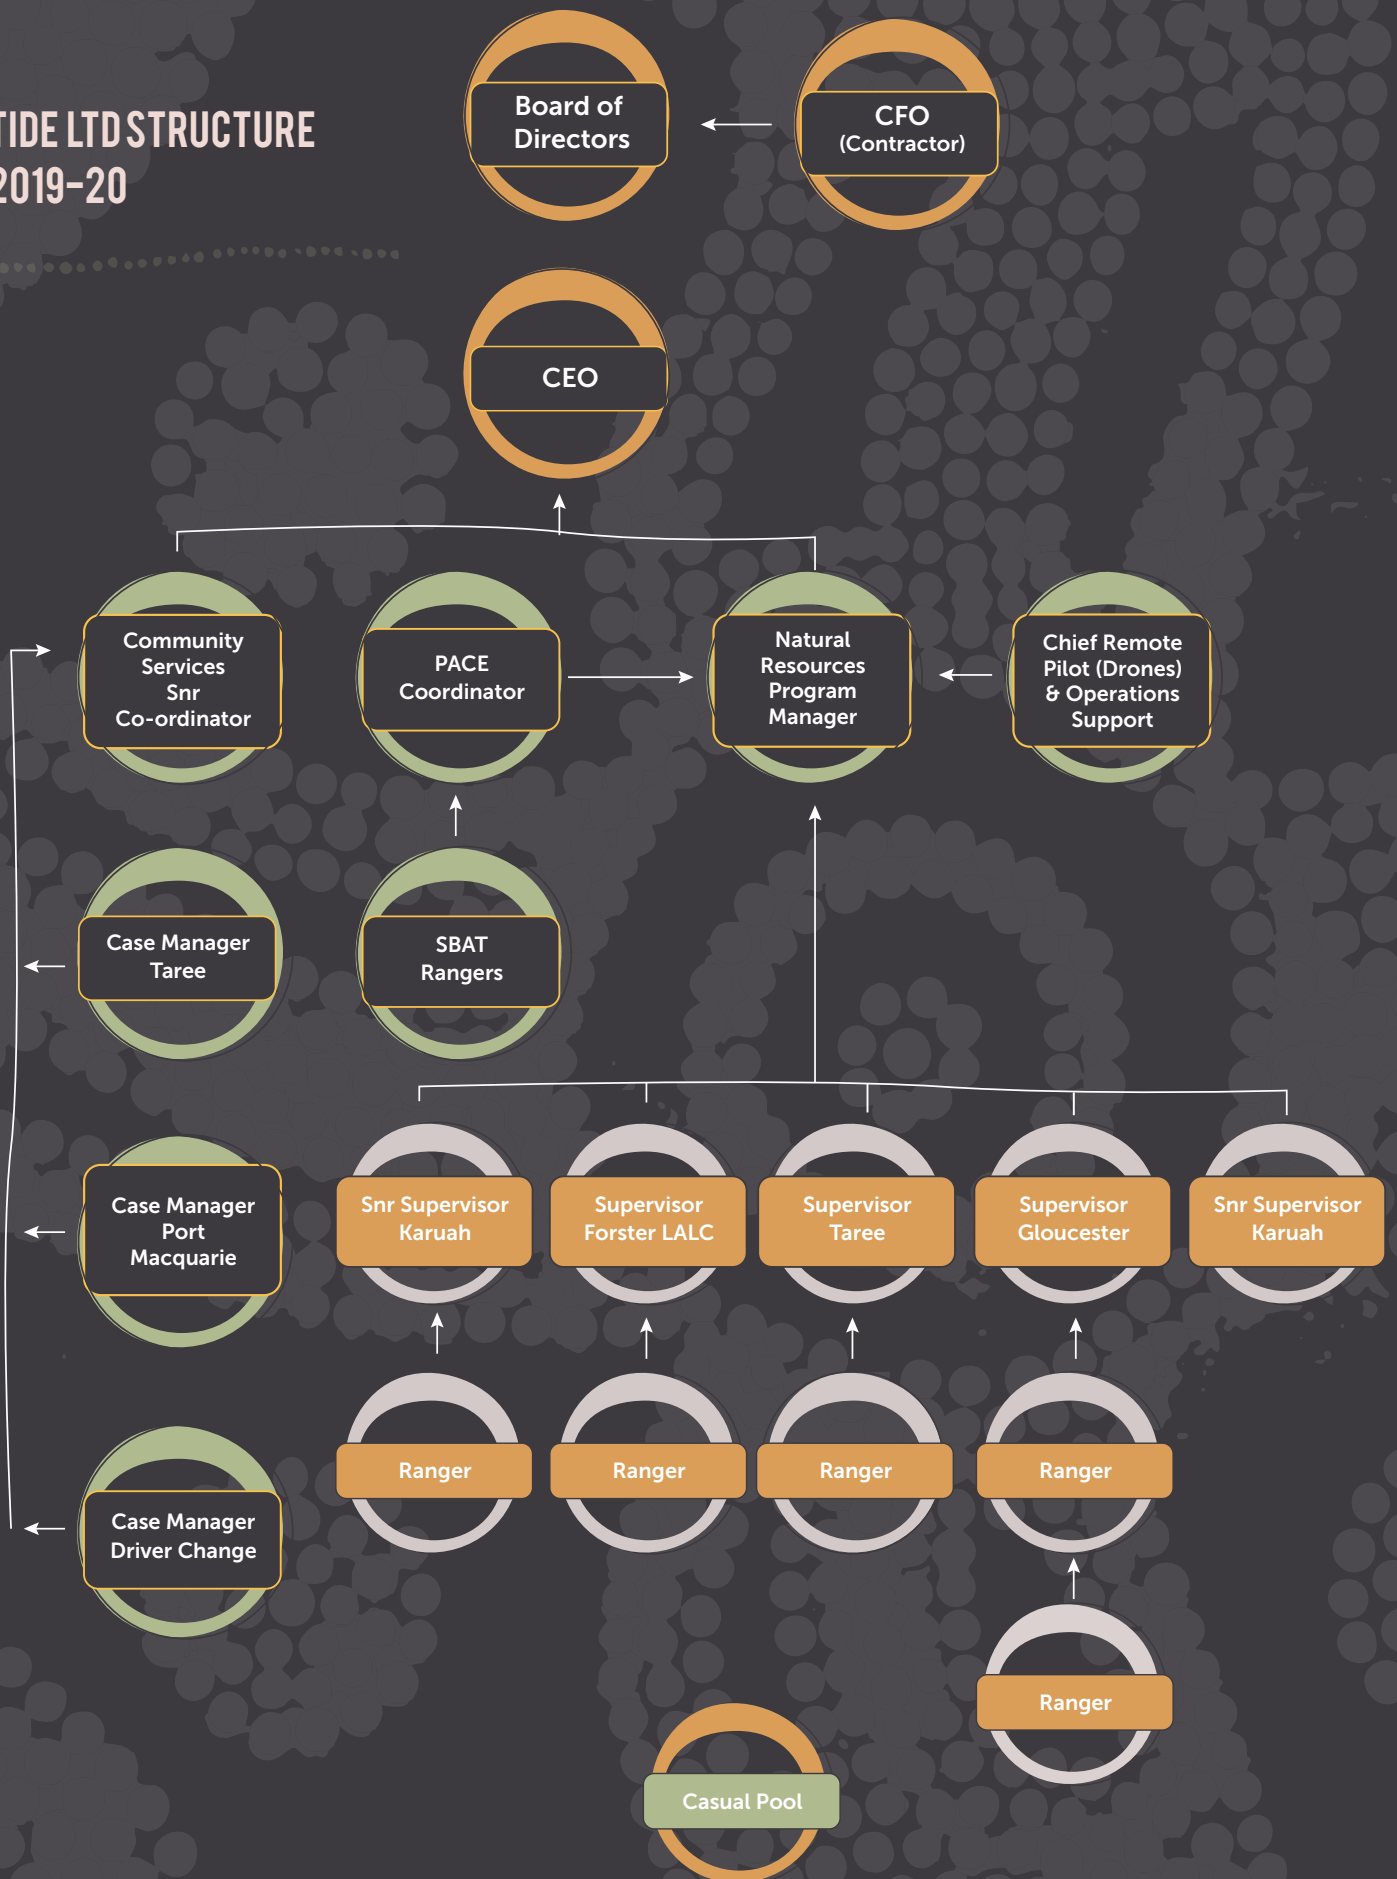 TIDE LTD STRUCTURE
2019-20
Board of
Directors
CFO
(Contractor)
CEO
Community
Services
Snr
Co-ordinator
PACE
Coordinator
Natural
Resources
Program
Manager
Chief Remote
Pilot (Drones)
& Operations
Support
Case Manager
Taree
SBAT
Rangers
Case Manager
Port
Macquarie
Snr Supervisor
Karuah
Supervisor
Forster LALC
Supervisor
Taree
Supervisor
Gloucester
Snr Supervisor
Karuah
Ranger
Ranger
Ranger
Ranger
Case Manager
Driver Change
Ranger
Casual Pool